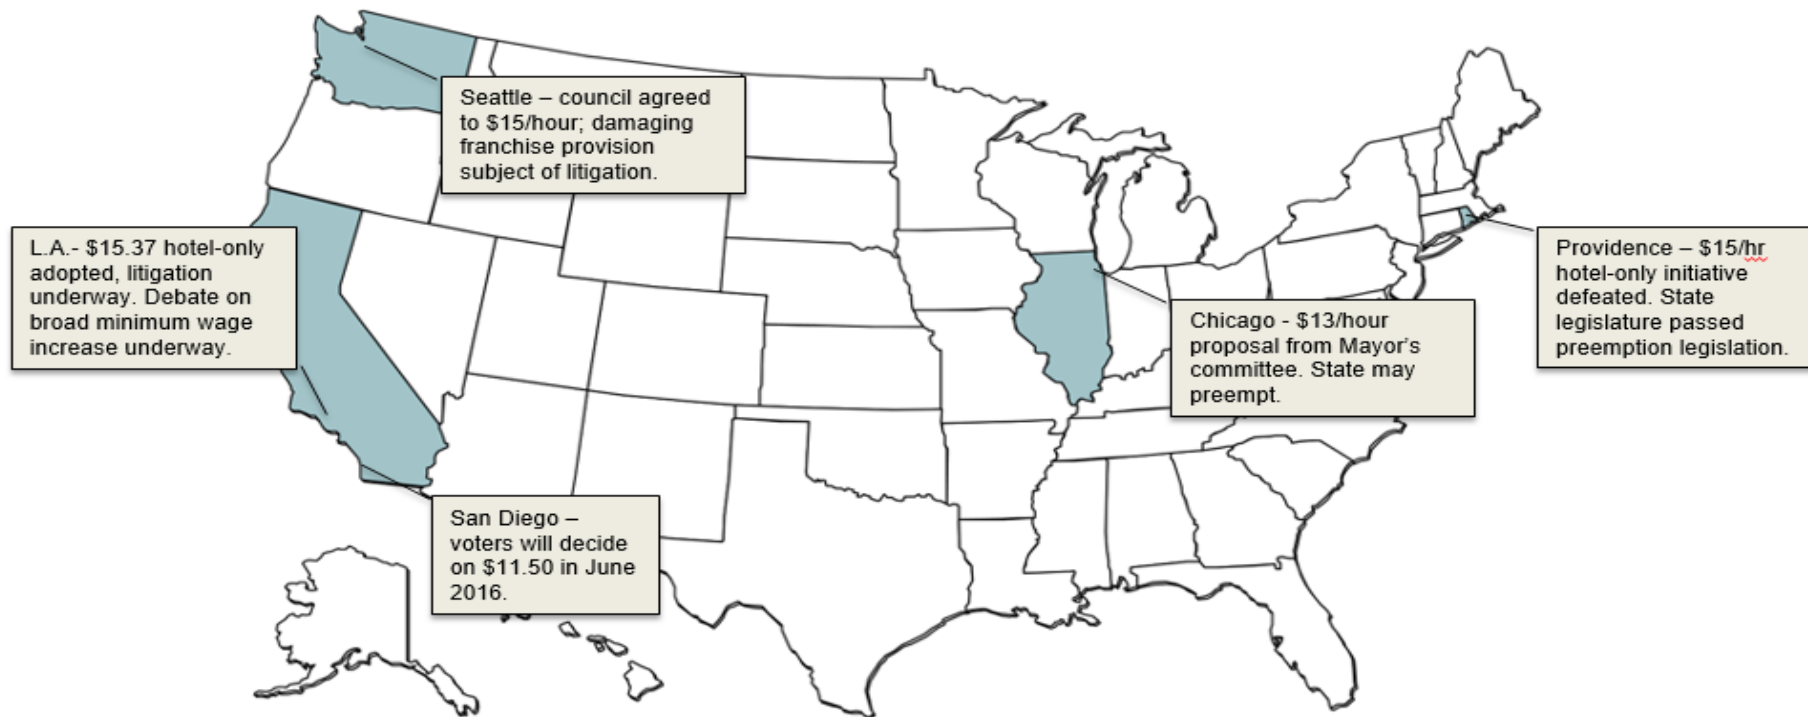 Seattle – council agreed
to $15/hour; damaging
franchise provision
subject of litigation.
L.A.- $15.37 hotel-only
adopted, litigation
underway. Debate on
broad minimum wage
increase underway.
Providence – $15/hr
hotel-only initiative
defeated. State
legislature passed
preemption legislation.
Chicago - $13/hour
proposal from Mayor's
committee. State may
preempt.
San Diego –
voters will decide
on $11.50 in June
2016.